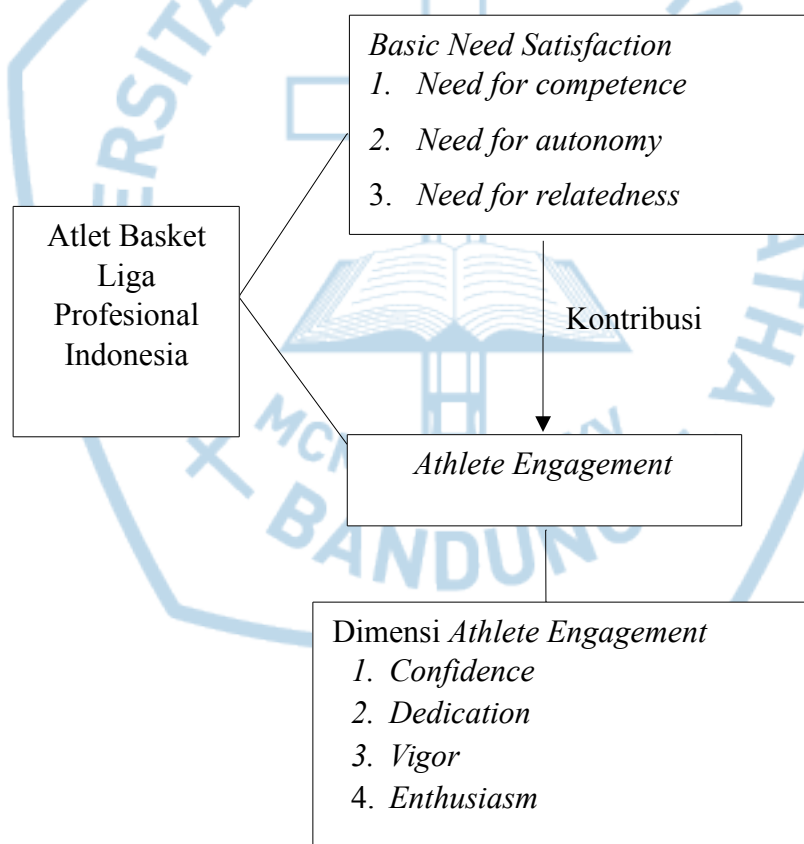 Basic Need Satisfaction
1. Need for competence
2. Need for autonomy
3. Need for relatedness
Atlet Basket
Liga
Profesional
Indonesia
Kontribusi
Athlete Engagement
Dimensi Athlete Engagement
1. Confidence
2. Dedication
3. Vigor
4. Enthusiasm
BANDUNG